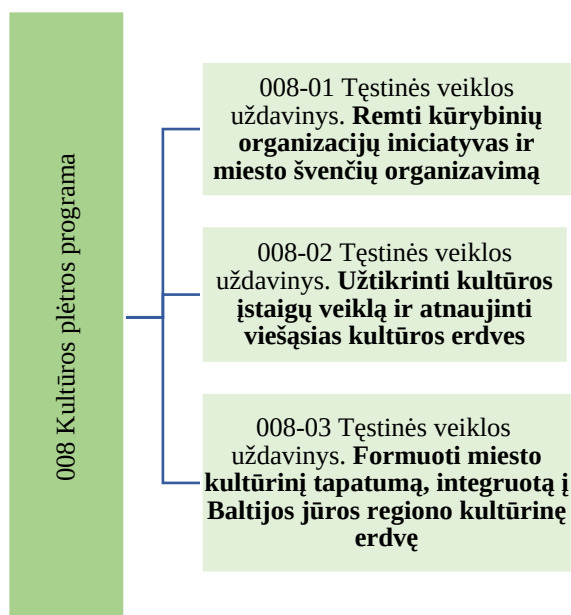 008 Kultūros plėtros programa
008-01 Tęstinės veiklos
uždavinys. Remti kūrybinių
organizacijų iniciatyvas ir
miesto švenčių organizavimą
008-02 Tęstinės veiklos
uždavinys. Užtikrinti kultūros
įstaigų veiklą ir atnaujinti
viešąsias kultūros erdves
008-03 Tęstinės veiklos
uždavinys. Formuoti miesto
kultūrinį tapatumą, integruotą į
Baltijos jūros regiono kultūrinę
erdvę